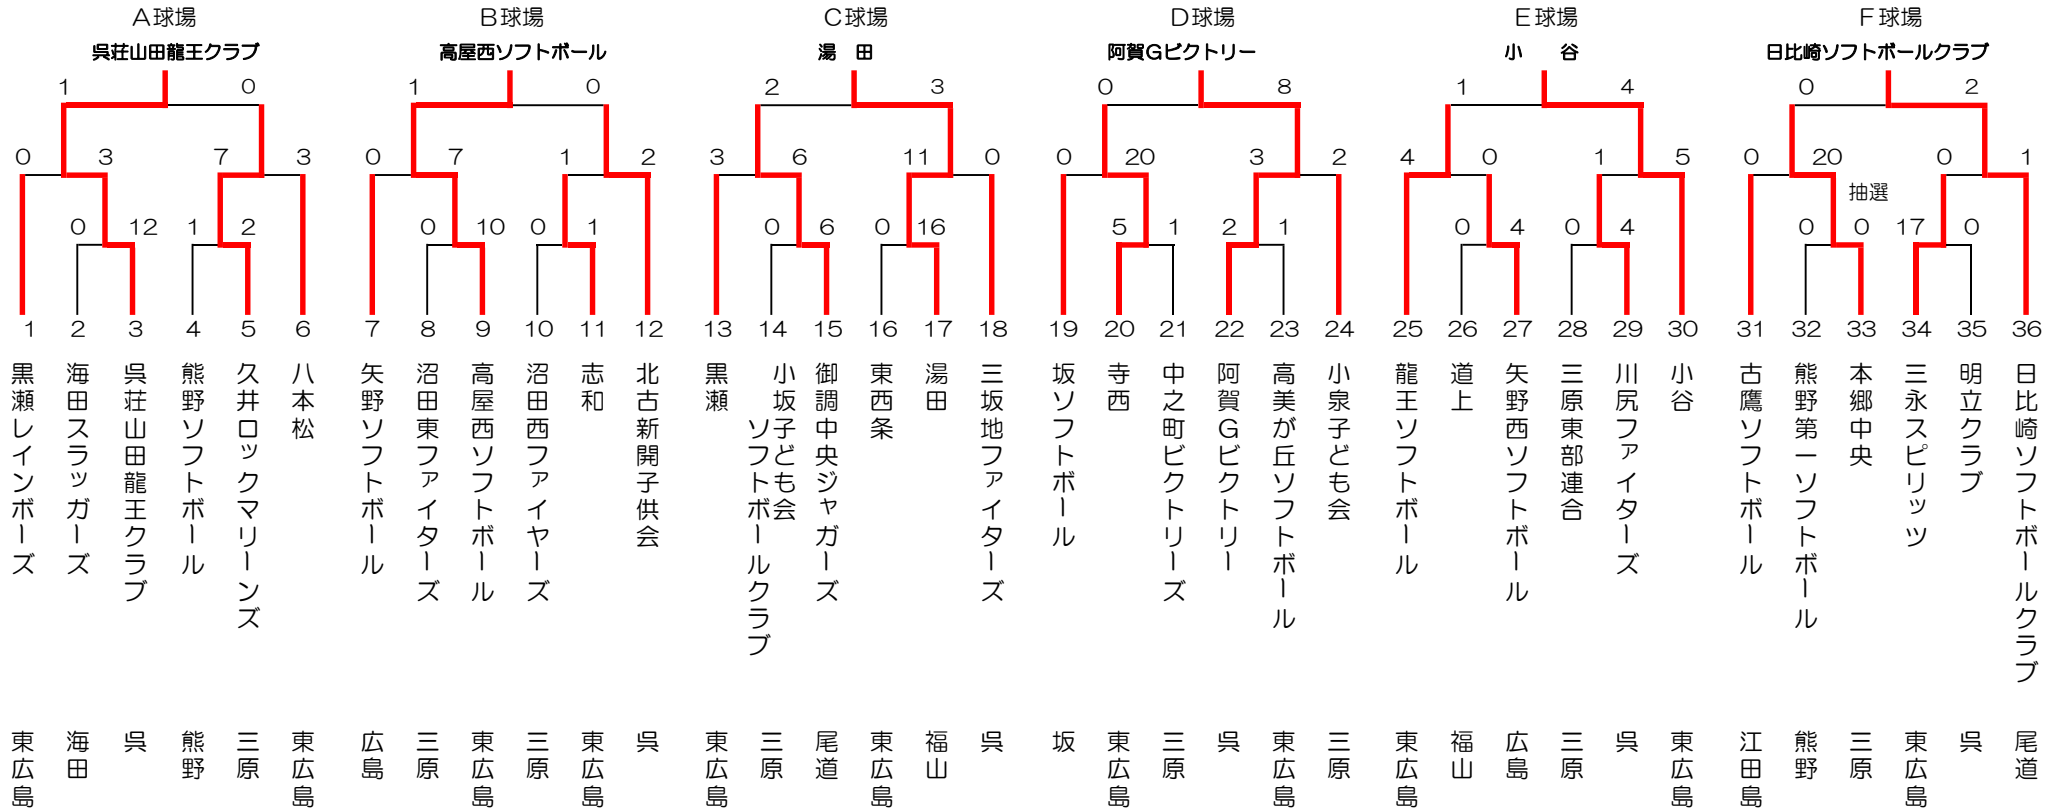 A球場 B球場 C球場 D球場 E球場 F球場
呉荘山田龍王クラブ 高屋西ソフトボール 湯 田 阿賀Gビクトリー 小 谷 日比崎ソフトボールクラブ
1 0 1 0 2 3 0 8 1 4 0 2
0 3 7 3 0 7 1 2 3 6 11 0 0 20 3 2 4 0 1 5 0 20 0 1
抽選
0 12 1 2 0 10 0 1 0 6 0 16 5 1 2 1 0 4 0 4 0 0 17 0
1 2 3 4 5 6 7 8 9 10 11 12 13 14 15 16 17 18 19 20 21 22 23 24 25 26 27 28 29 30 31 32 33 34 35 36
黒瀬レインボーズ
海田スラッガーズ
呉荘山田龍王クラブ
熊野ソフトボール
久井ロックマリーンズ
八本松
矢野ソフトボール
沼田東ファイターズ
高屋西ソフトボール
沼田西ファイヤーズ
志和
北古新開子供会
黒瀬
小坂子ども会
ソフトボールクラブ
御調中央ジャガーズ
東西条
湯田
三坂地ファイターズ
坂ソフトボール
寺西
中之町ビクトリーズ
阿賀Gビクトリー
高美が丘ソフトボール
小泉子ども会
龍王ソフトボール
道上
矢野西ソフトボール
三原東部連合
川尻ファイターズ
小谷
古鷹ソフトボール
熊野第一ソフトボール
本郷中央
三永スピリッツ
明立クラブ
日比崎ソフトボールクラブ
東広島
海田
呉
熊野
三原
東広島
広島
三原
東広島
三原
東広島
呉
東広島
三原
尾道
東広島
福山
呉
坂
東広島
三原
呉
東広島
三原
東広島
福山
広島
三原
呉
東広島
江田島
熊野
三原
東広島
呉
尾道